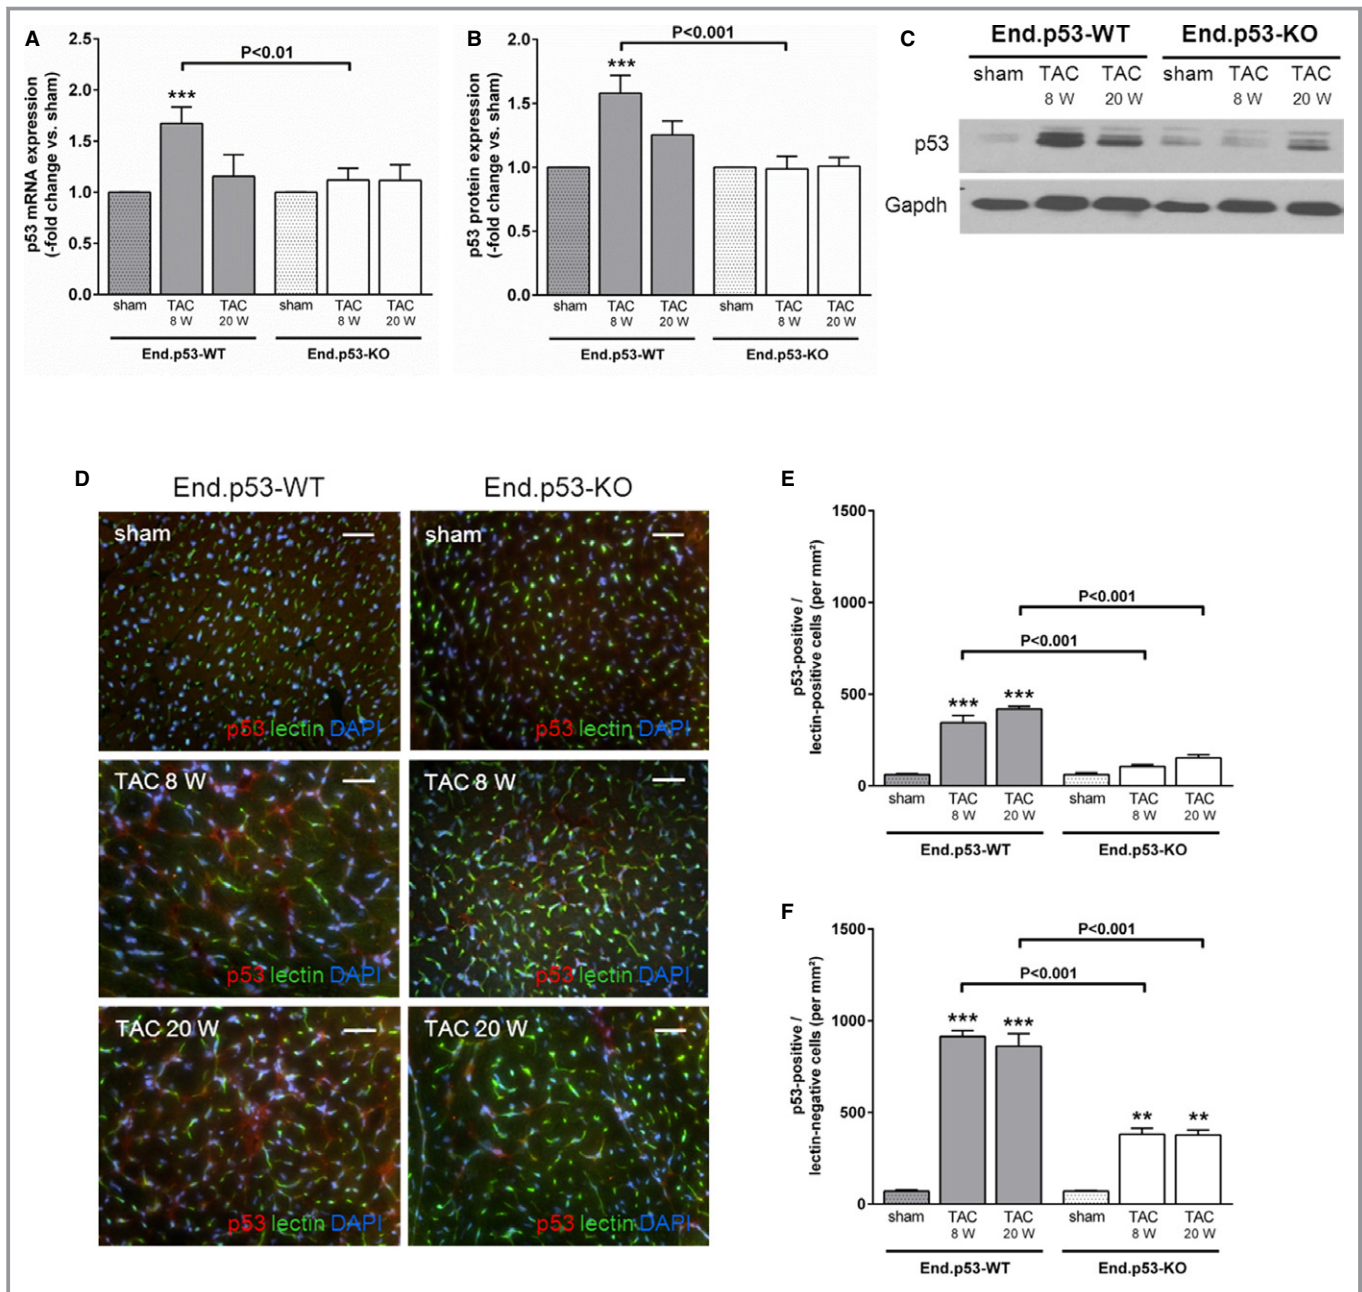 A
p53 mRNA expression
(-fold change vs. sham)
2.5
2.0
1.5
1.0
0.5
0.0
P<0.01
***
sham TAC TAC sham TAC TAC
8 W 20 W 8 W 20 W
End.p53-WT End.p53-KO
B
p53 protein expression
(-fold change vs. sham)
2.0
1.5
1.0
0.5
0.0
P<0.001
***
sham TAC TAC sham TAC TAC
8 W 20 W 8 W 20 W
End.p53-WT End.p53-KO
C
End.p53-WT End.p53-KO
sham TAC TAC sham TAC TAC
8 W 20 W 8 W 20 W
p53
Gapdh
D
End.p53-WT End.p53-KO
sham
p53 lectin DAPI
sham
p53 lectin DAPI
TAC 8 W
p53 lectin DAPI
TAC 8 W
p53 lectin DAPI
TAC 20 W
p53 lectin DAPI
TAC 20 W
p53 lectin DAPI
E
p53-positive /
lectin-positive cells (per mm²)
1500
1000
500
0
P<0.001
P<0.001
*** ***
sham TAC TAC sham TAC TAC
8 W 20 W 8 W 20 W
End.p53-WT End.p53-KO
F
p53-positive /
lectin-negative cells (per mm²)
1500
1000
500
0
P<0.001
P<0.001
*** ***
** **
sham TAC TAC sham TAC TAC
8 W 20 W 8 W 20 W
End.p53-WT End.p53-KO